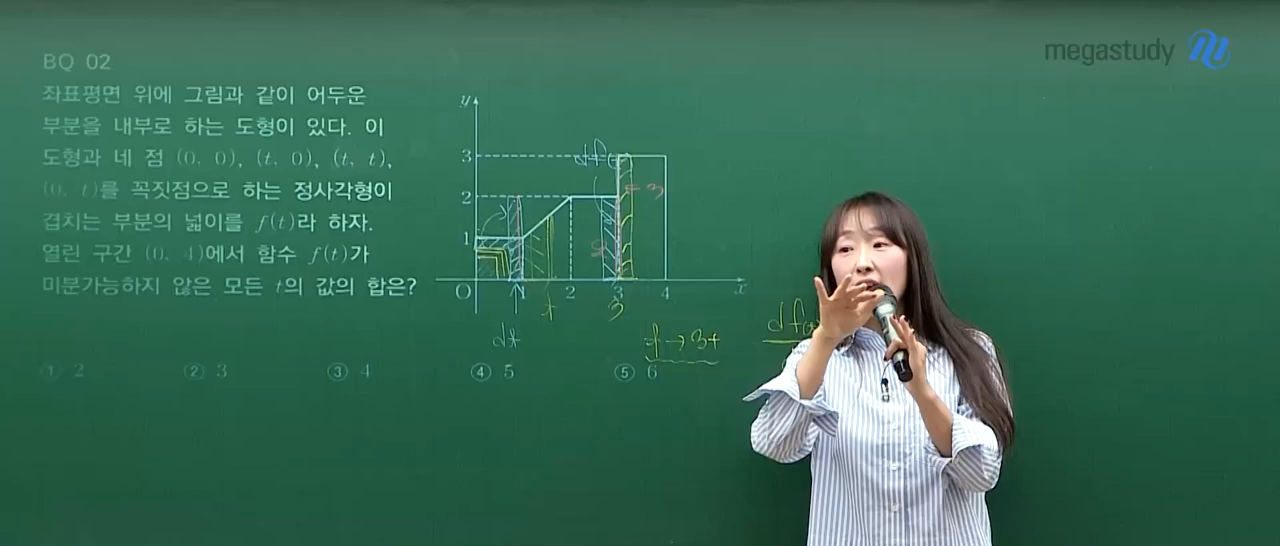 megastudy
BQ 02
좌표평면 위에 그림과 같이 어두운
부분을 내부로 하는 도형이 있다. 이
도형과 네 점 (0, 0), (t, 0), (t, t),
(0, t)를 꼭짓점으로 하는 정사각형이
겹치는 부분의 넓이를 f(t)라 하자.
열린 구간 (0, 4)에서 함수 f(t)가
미분가능하지 않은 모든 t의 값의 합은?
① 2 ② 3 ③ 4 ④ 5 ⑤ 6
y
3
2
1
O 1 2 3 4 x
3
2
t
3
dt
t → 3+